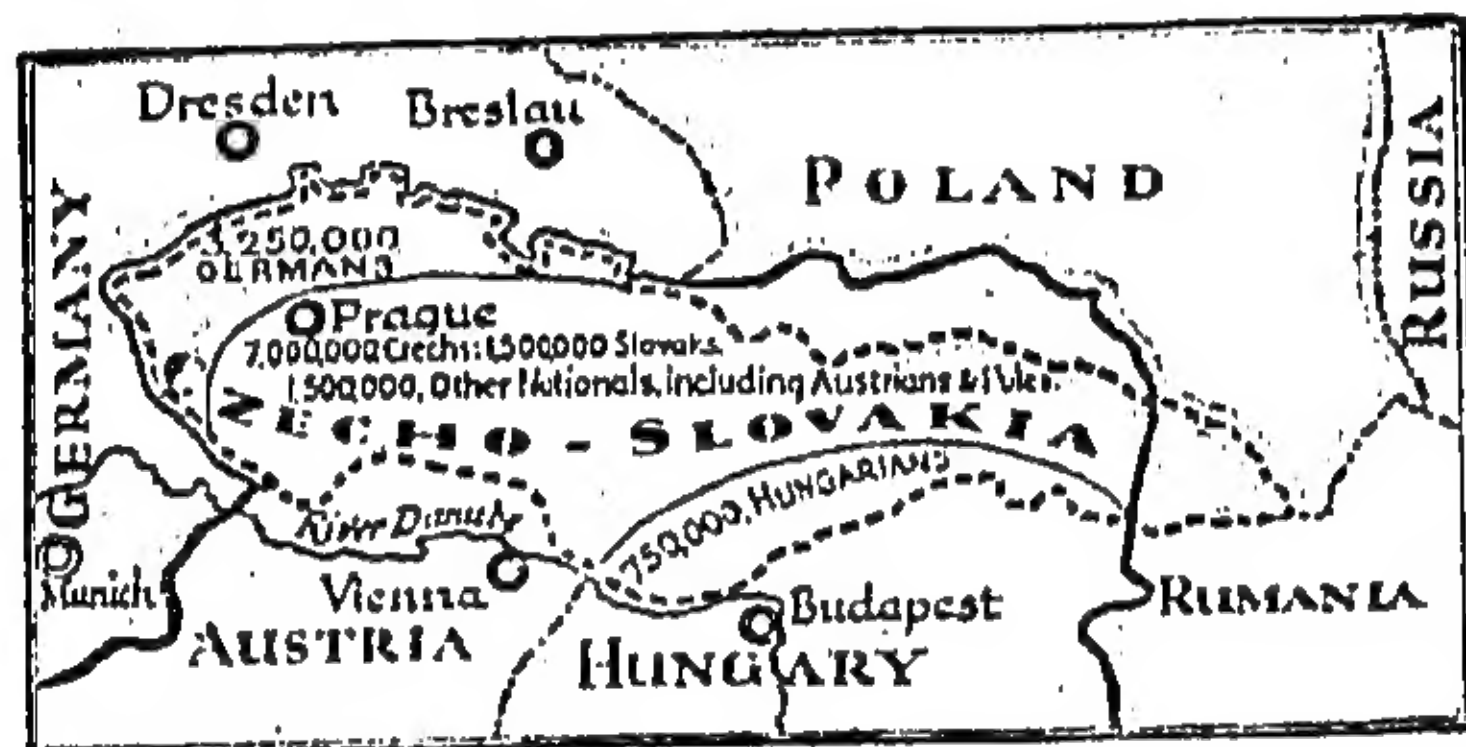 Dresden
Breslau
POLAND
RUSSIA
GERMANY
3,250,000
GERMANS
Prague
7,000,000 Czechs: 1,500,000 Slovaks.
1,500,000, Other Nationals, including Austrians &
ZECHO-SLOVAKIA
750,000, HUNGARIANS
River Danube
Munich
Vienna
Budapest
RUMANIA
AUSTRIA
HUNGARY